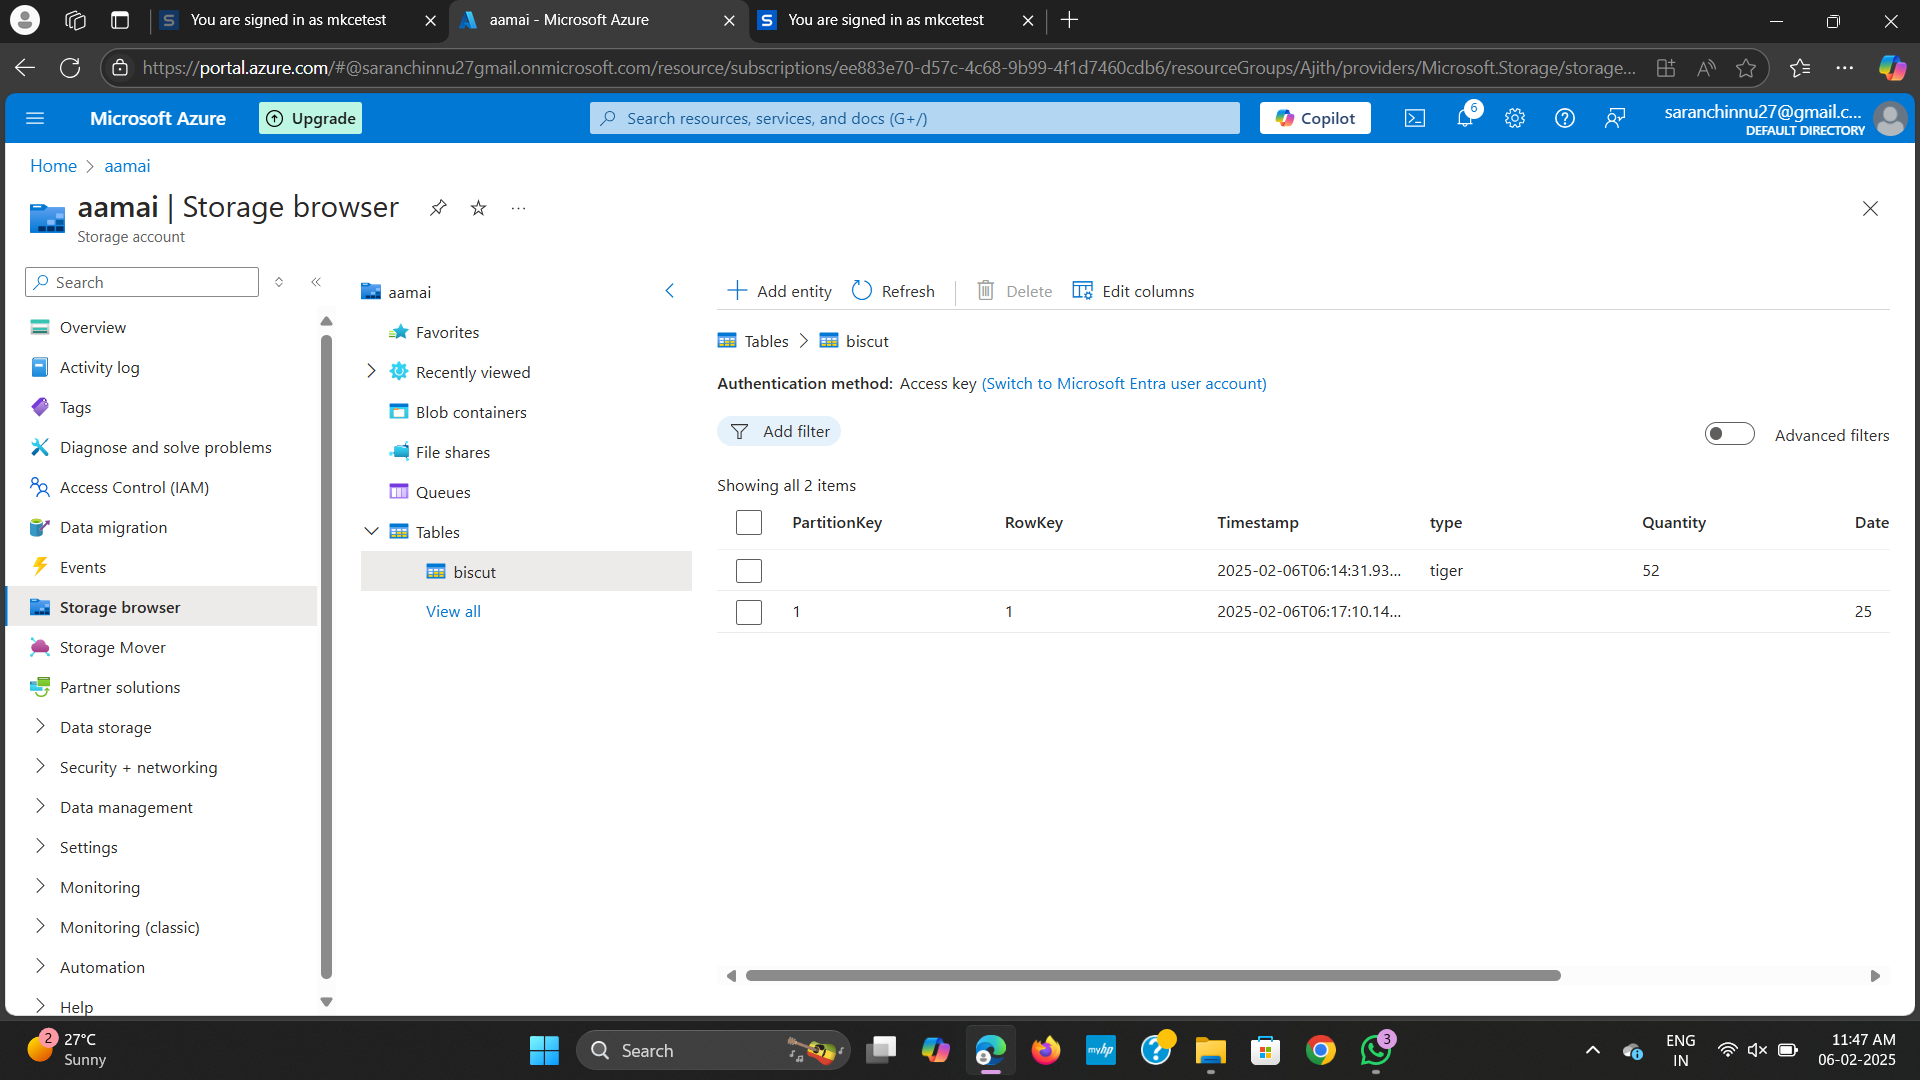 You are signed in as mkcetest
aamai - Microsoft Azure
You are signed in as mkcetest
https://portal.azure.com/#@saranchinnu27gmail.onmicrosoft.com/resource/subscriptions/ee883e70-d57c-4c68-9b99-4f1d7460cdb6/resourceGroups/Ajith/providers/Microsoft.Storage/storage...
Microsoft Azure
Upgrade
Search resources, services, and docs (G+/)
Copilot
6
saranchinnu27@gmail.c...
DEFAULT DIRECTORY
Home > aamai
aamai | Storage browser
Storage account
Search
Overview
Activity log
Tags
Diagnose and solve problems
Access Control (IAM)
Data migration
Events
Storage browser
Storage Mover
Partner solutions
Data storage
Security + networking
Data management
Settings
Monitoring
Monitoring (classic)
Automation
Help
aamai
Favorites
Recently viewed
Blob containers
File shares
Queues
Tables
biscut
View all
Add entity Refresh Delete Edit columns
Tables > biscut
Authentication method: Access key (Switch to Microsoft Entra user account)
Add filter
Advanced filters
Showing all 2 items
PartitionKey RowKey Timestamp type Quantity Date
2025-02-06T06:14:31.93... tiger 52
1 1 2025-02-06T06:17:10.14... 25
2
27°C
Sunny
Search
myhp
3
ENG
IN
11:47 AM
06-02-2025